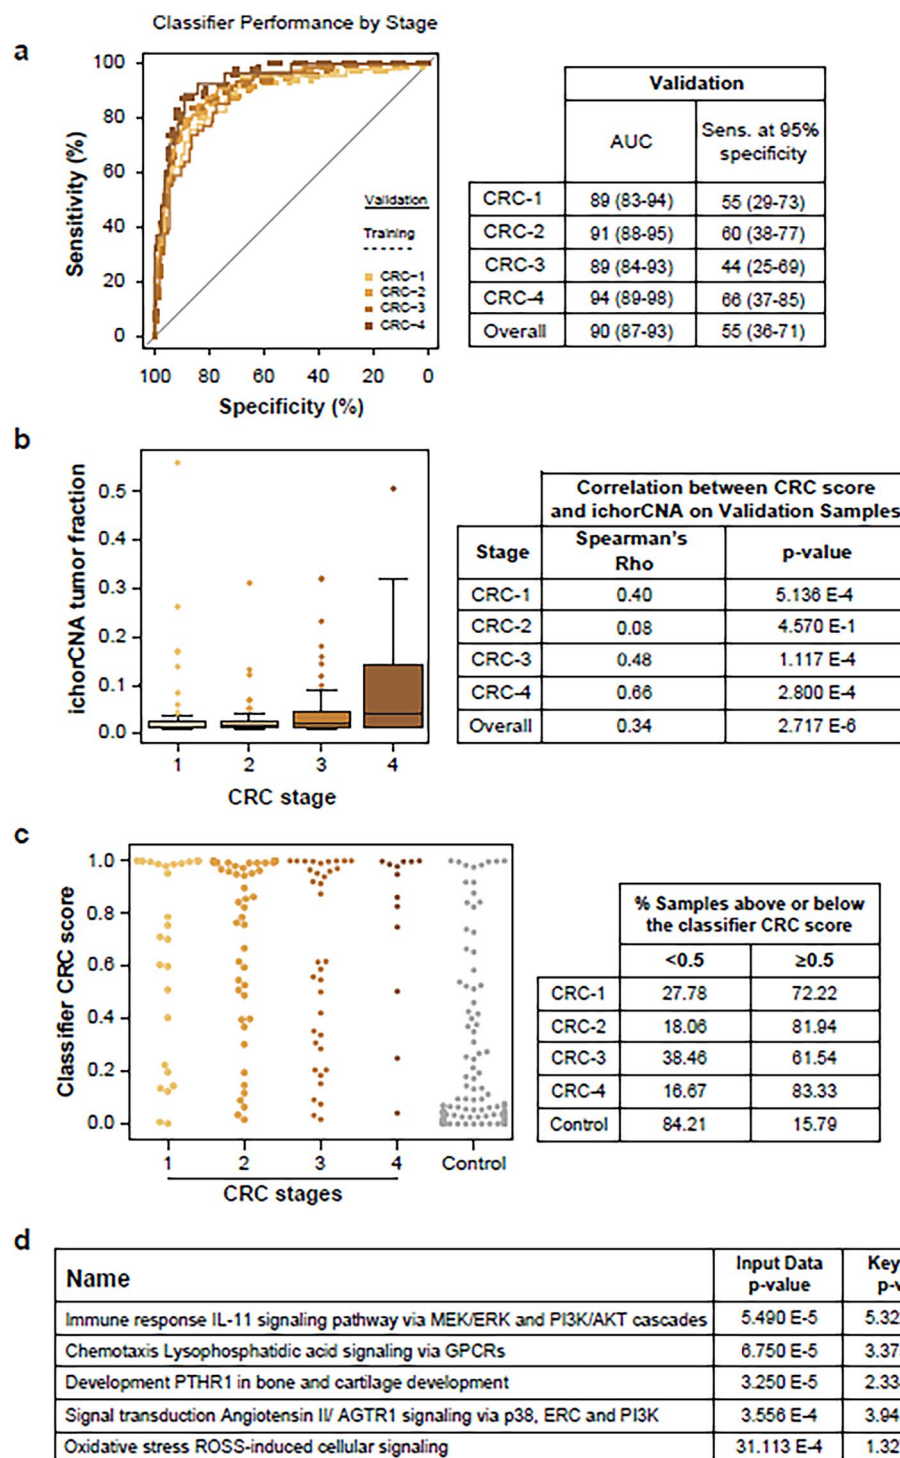 Classifier Performance by Stage
a
100
80
60
40
20
0
Sensitivity (%)
Validation
Training
CRC-1
CRC-2
CRC-3
CRC-4
100 80 60 40 20 0
Specificity (%)
Validation
AUC Sens. at 95% specificity
CRC-1 89 (83-94) 55 (29-73)
CRC-2 91 (88-95) 60 (38-77)
CRC-3 89 (84-93) 44 (25-69)
CRC-4 94 (89-98) 66 (37-85)
Overall 90 (87-93) 55 (36-71)
b
ichorCNA tumor fraction
0.5
0.4
0.3
0.2
0.1
0.0
1 2 3 4
CRC stage
Correlation between CRC score
and ichorCNA on Validation Samples
Stage Spearman's Rho p-value
CRC-1 0.40 5.136 E-4
CRC-2 0.08 4.570 E-1
CRC-3 0.48 1.117 E-4
CRC-4 0.66 2.800 E-4
Overall 0.34 2.717 E-6
c
Classifier CRC score
1.0
0.8
0.6
0.4
0.2
0.0
1 2 3 4 Control
CRC stages
% Samples above or below
the classifier CRC score
<0.5 ≥0.5
CRC-1 27.78 72.22
CRC-2 18.06 81.94
CRC-3 38.46 61.54
CRC-4 16.67 83.33
Control 84.21 15.79
d
Name Input Data p-value Key
Immune response IL-11 signaling pathway via MEK/ERK and PI3K/AKT cascades 5.490 E-5 5.32
Chemotaxis Lysophosphatidic acid signaling via GPCRs 6.750 E-5 3.37
Development PTHR1 in bone and cartilage development 3.250 E-5 2.33
Signal transduction Angiotensin II/ AGTR1 signaling via p38, ERC and PI3K 3.556 E-4 3.94
Oxidative stress ROSS-induced cellular signaling 31.113 E-4 1.32